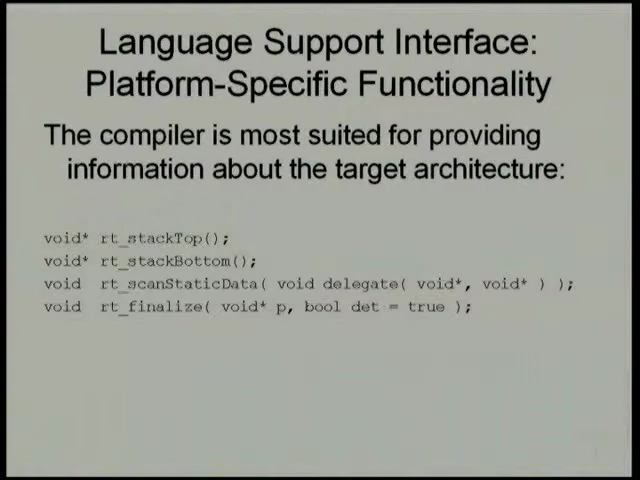 Language Support Interface:
Platform-Specific Functionality
The compiler is most suited for providing
information about the target architecture:
void* rt_stackTop();
void* rt_stackBottom();
void rt_scanStaticData( void delegate( void*, void* ) );
void rt_finalize( void* p, bool det = true );